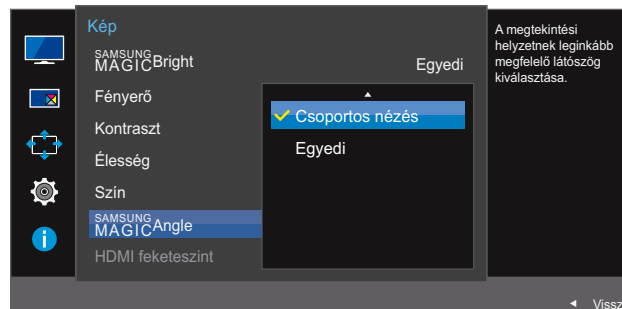 Kép
SAMSUNG
MAGICBright Egyedi
Fényerő
Kontraszt
Élesség
Szín
SAMSUNG
MAGICAngle
HDMI feketeszint
Csoportos nézés
Egyedi
A megtekintési
helyzetnek leginkább
megfelelő látószög
kiválasztása.
Vissz